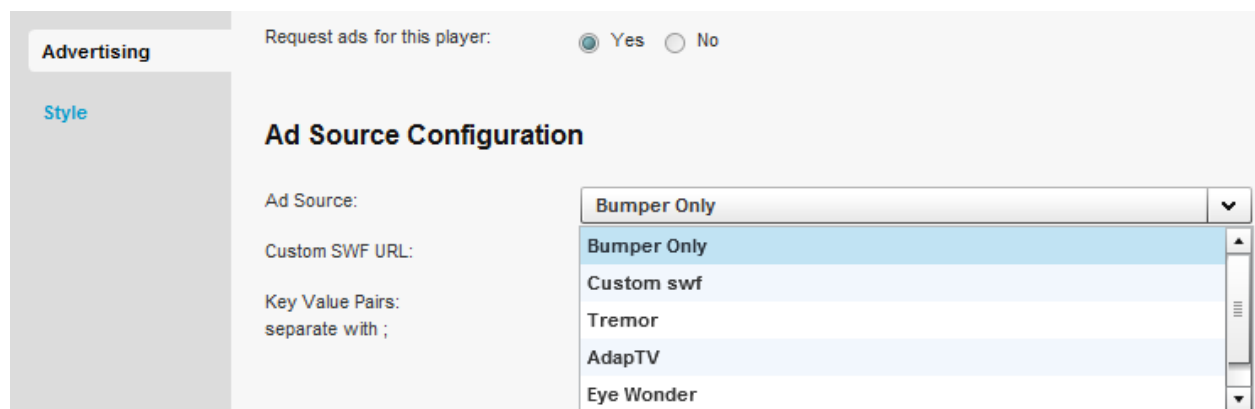 Advertising
Style
Request ads for this player:
Yes No
Ad Source Configuration
Ad Source:
Bumper Only
Custom SWF URL:
Key Value Pairs:
separate with ;
Bumper Only
Custom swf
Tremor
AdapTV
Eye Wonder